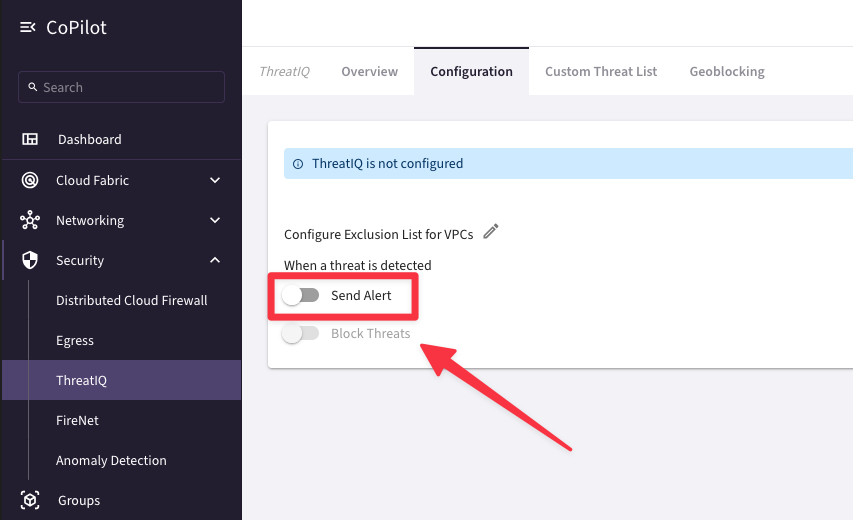 CoPilot
Search
Dashboard
Cloud Fabric
Networking
Security
Distributed Cloud Firewall
Egress
ThreatIQ
FireNet
Anomaly Detection
Groups
ThreatIQ Overview Configuration Custom Threat List Geoblocking
ThreatIQ is not configured
Configure Exclusion List for VPCs
When a threat is detected
Send Alert
Block Threats